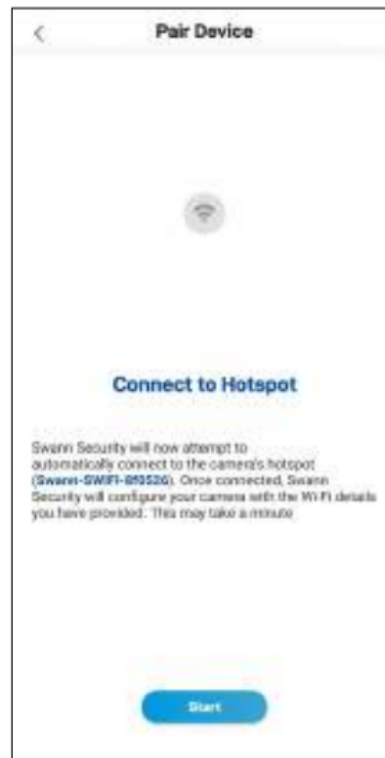 Pair Device
Connect to Hotspot
Swann Security will now attempt to
automatically connect to the camera's hotspot
(Swann-SWIFI-8f0526). Once connected, Swann
Security will configure your camera with the Wi-Fi details
you have provided. This may take a minute
Start